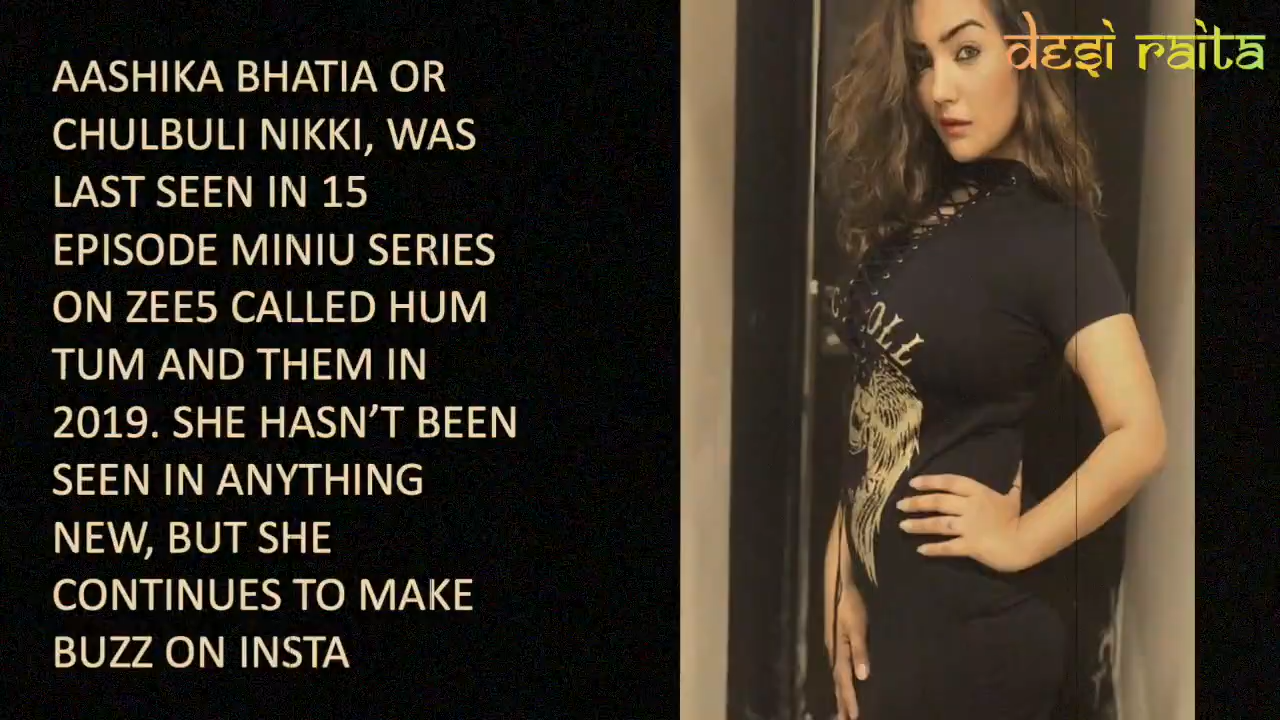 AASHIKA BHATIA OR
CHULBULI NIKKI, WAS
LAST SEEN IN 15
EPISODE MINIU SERIES
ON ZEE5 CALLED HUM
TUM AND THEM IN
2019. SHE HASN’T BEEN
SEEN IN ANYTHING
NEW, BUT SHE
CONTINUES TO MAKE
BUZZ ON INSTA
desi raita